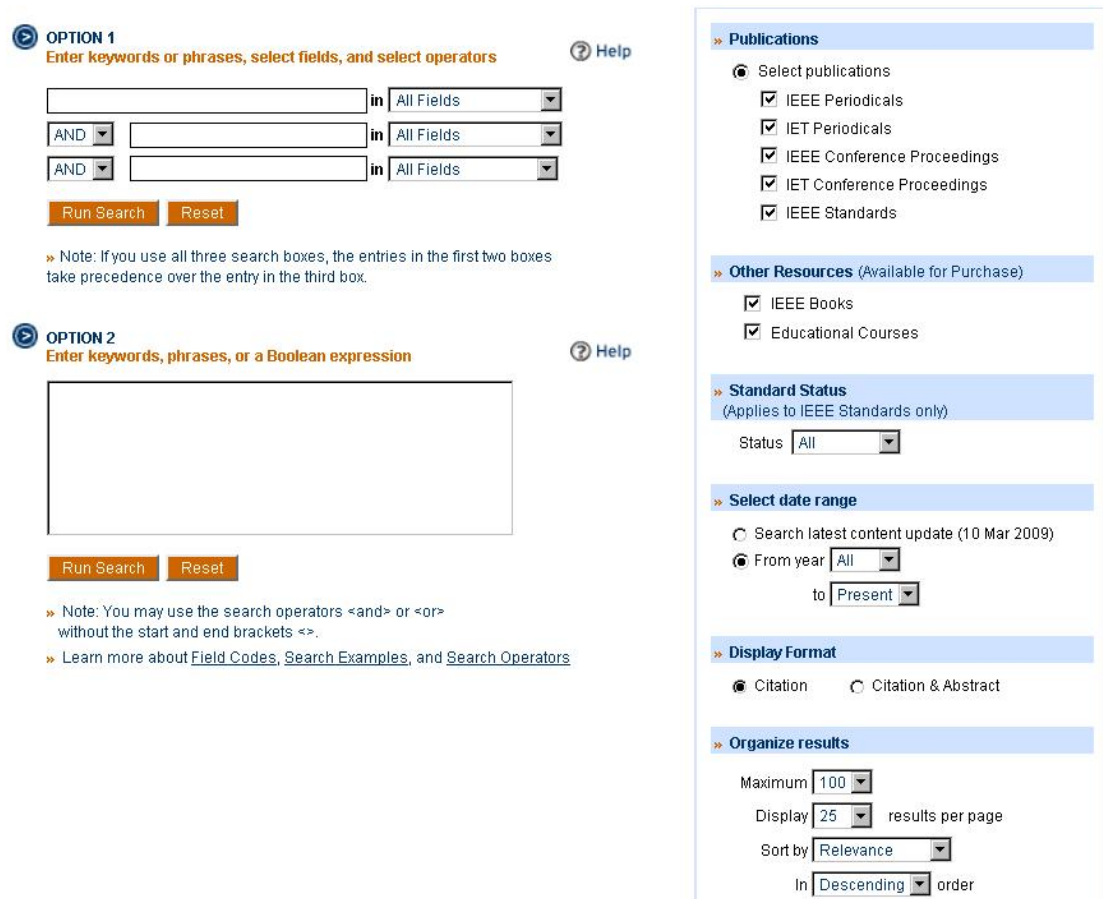 OPTION 1
Enter keywords or phrases, select fields, and select operators
Help
in All Fields
AND in All Fields
AND in All Fields
Run Search Reset
» Note: If you use all three search boxes, the entries in the first two boxes
take precedence over the entry in the third box.
OPTION 2
Enter keywords, phrases, or a Boolean expression
Help
Run Search Reset
» Note: You may use the search operators <and> or <or>
without the start and end brackets <>.
» Learn more about Field Codes, Search Examples, and Search Operators
» Publications
Select publications
IEEE Periodicals
IET Periodicals
IEEE Conference Proceedings
IET Conference Proceedings
IEEE Standards
» Other Resources (Available for Purchase)
IEEE Books
Educational Courses
» Standard Status
(Applies to IEEE Standards only)
Status All
» Select date range
Search latest content update (10 Mar 2009)
From year All
to Present
» Display Format
Citation Citation & Abstract
» Organize results
Maximum 100
Display 25 results per page
Sort by Relevance
In Descending order